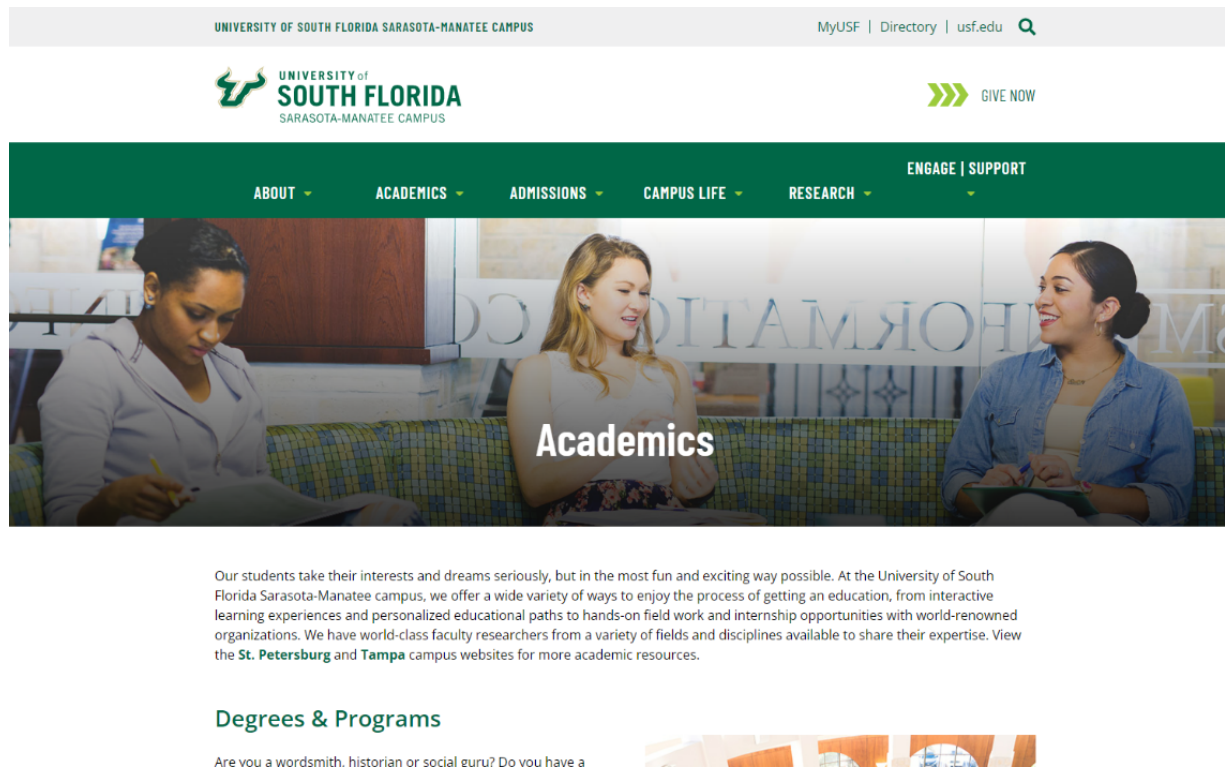 UNIVERSITY OF SOUTH FLORIDA SARASOTA-MANATEE CAMPUS
MyUSF | Directory | usf.edu
UNIVERSITY of
SOUTH FLORIDA
SARASOTA-MANATEE CAMPUS
GIVE NOW
ABOUT
ACADEMICS
ADMISSIONS
CAMPUS LIFE
RESEARCH
ENGAGE | SUPPORT
Academics
Our students take their interests and dreams seriously, but in the most fun and exciting way possible. At the University of South
Florida Sarasota-Manatee campus, we offer a wide variety of ways to enjoy the process of getting an education, from interactive
learning experiences and personalized educational paths to hands-on field work and internship opportunities with world-renowned
organizations. We have world-class faculty researchers from a variety of fields and disciplines available to share their expertise. View
the St. Petersburg and Tampa campus websites for more academic resources.
Degrees & Programs
Are you a wordsmith, historian or social guru? Do you have a